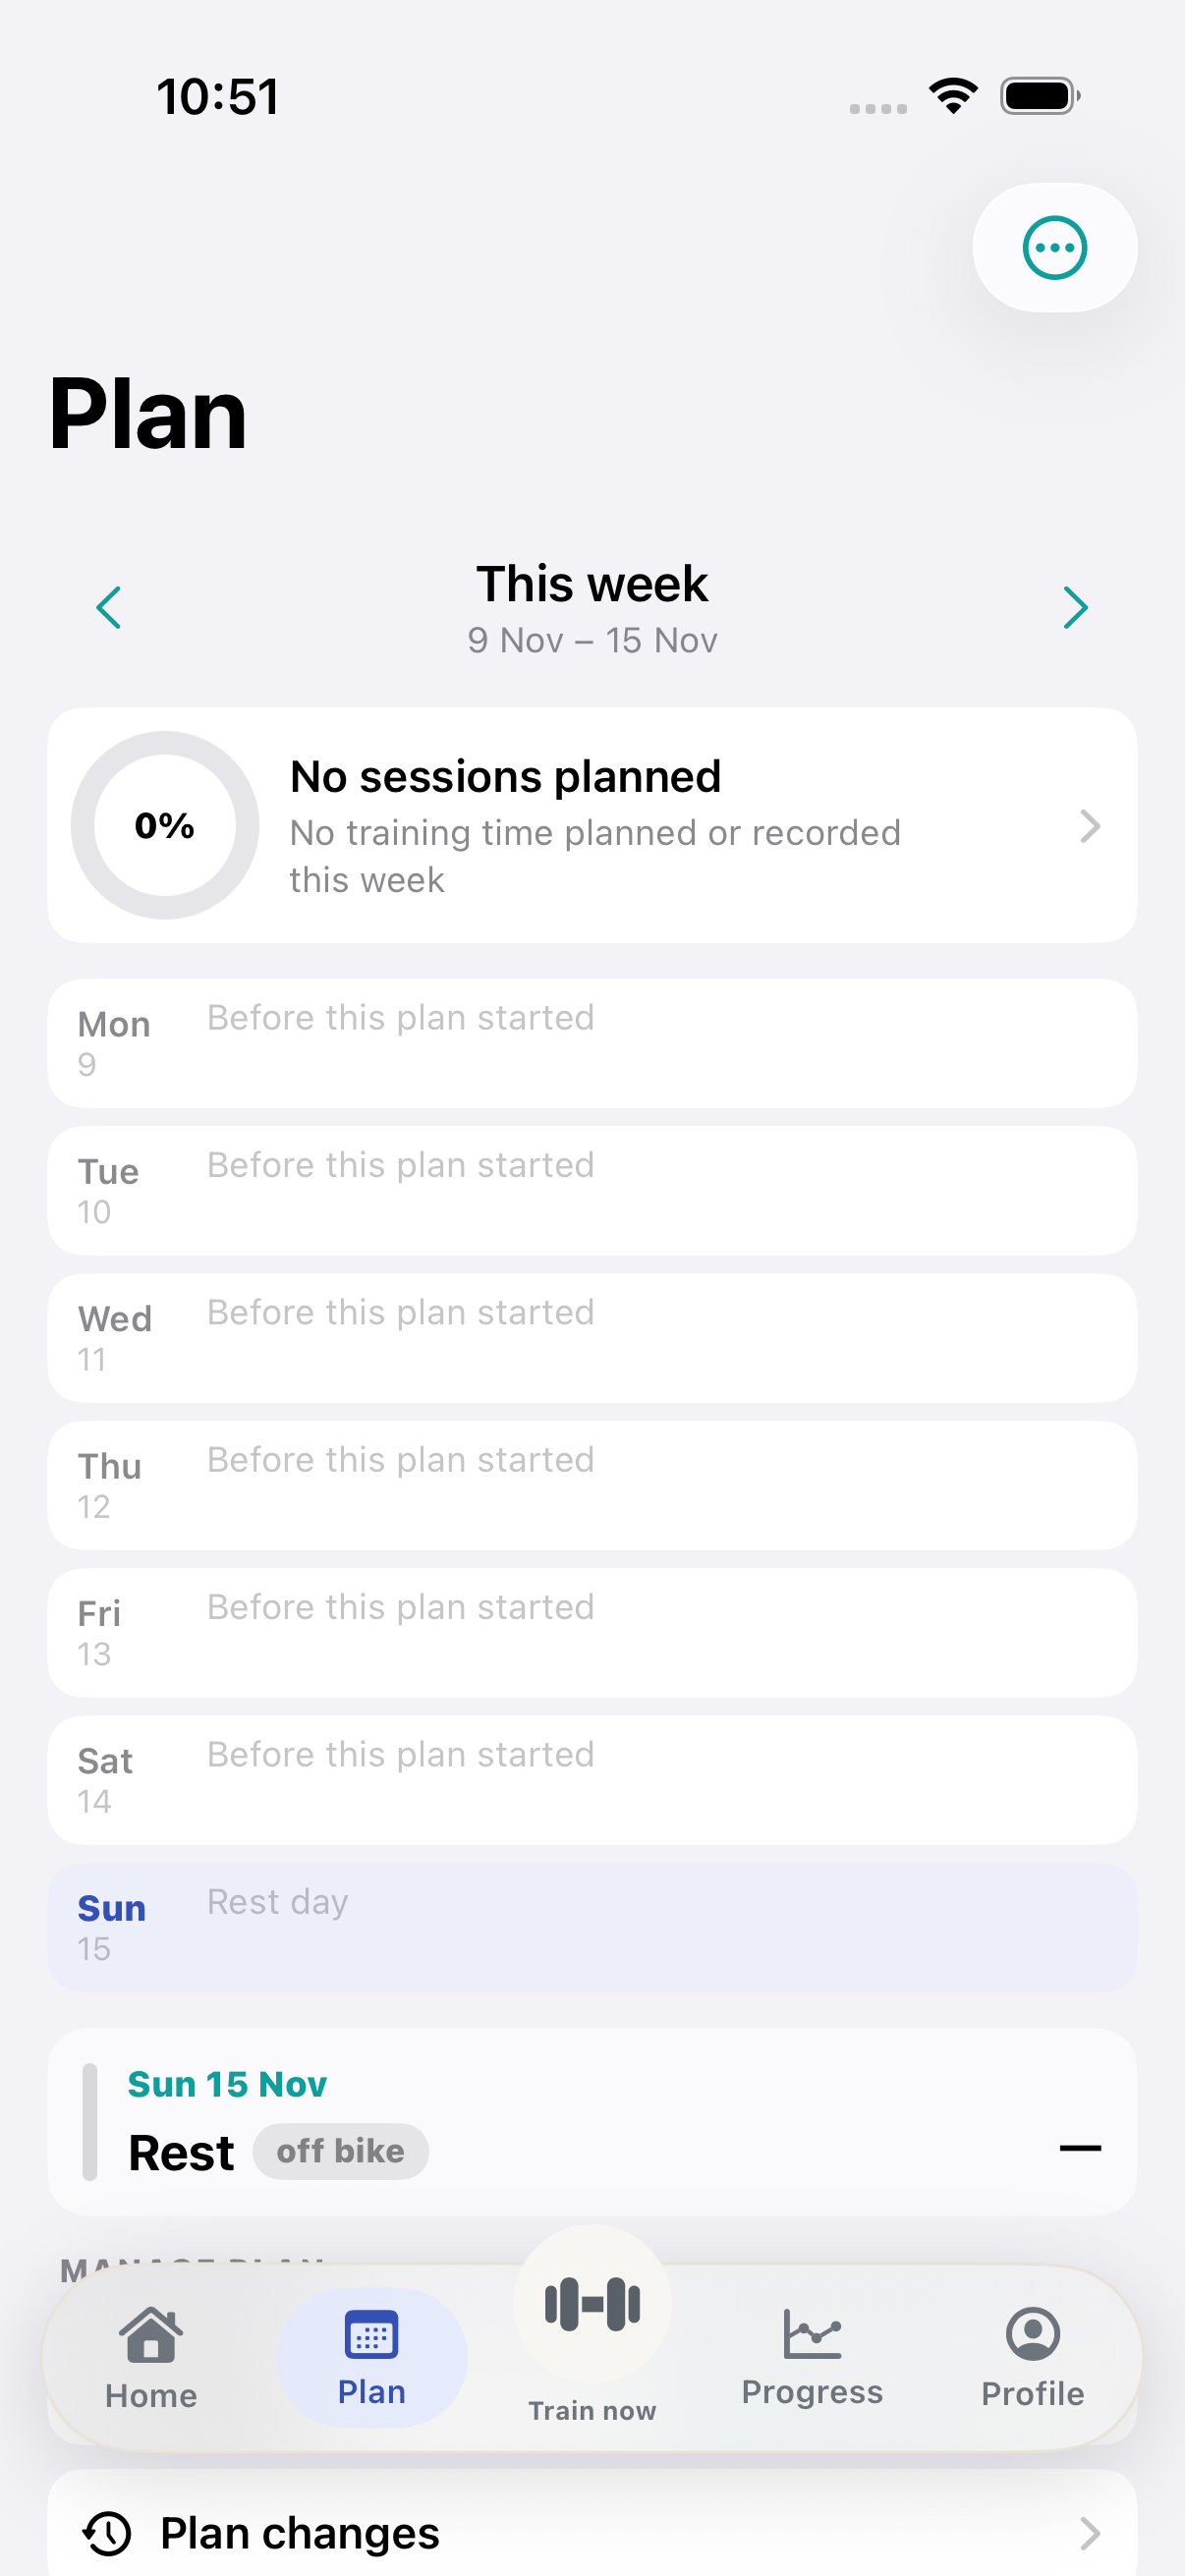 10:51
Plan
This week
9 Nov – 15 Nov
0%
No sessions planned
No training time planned or recorded
this week
Mon
9
Before this plan started
Tue
10
Before this plan started
Wed
11
Before this plan started
Thu
12
Before this plan started
Fri
13
Before this plan started
Sat
14
Before this plan started
Sun
15
Rest day
Sun 15 Nov
Rest
off bike
MANAGE PLAN
Home
Plan
Train now
Progress
Profile
Plan changes